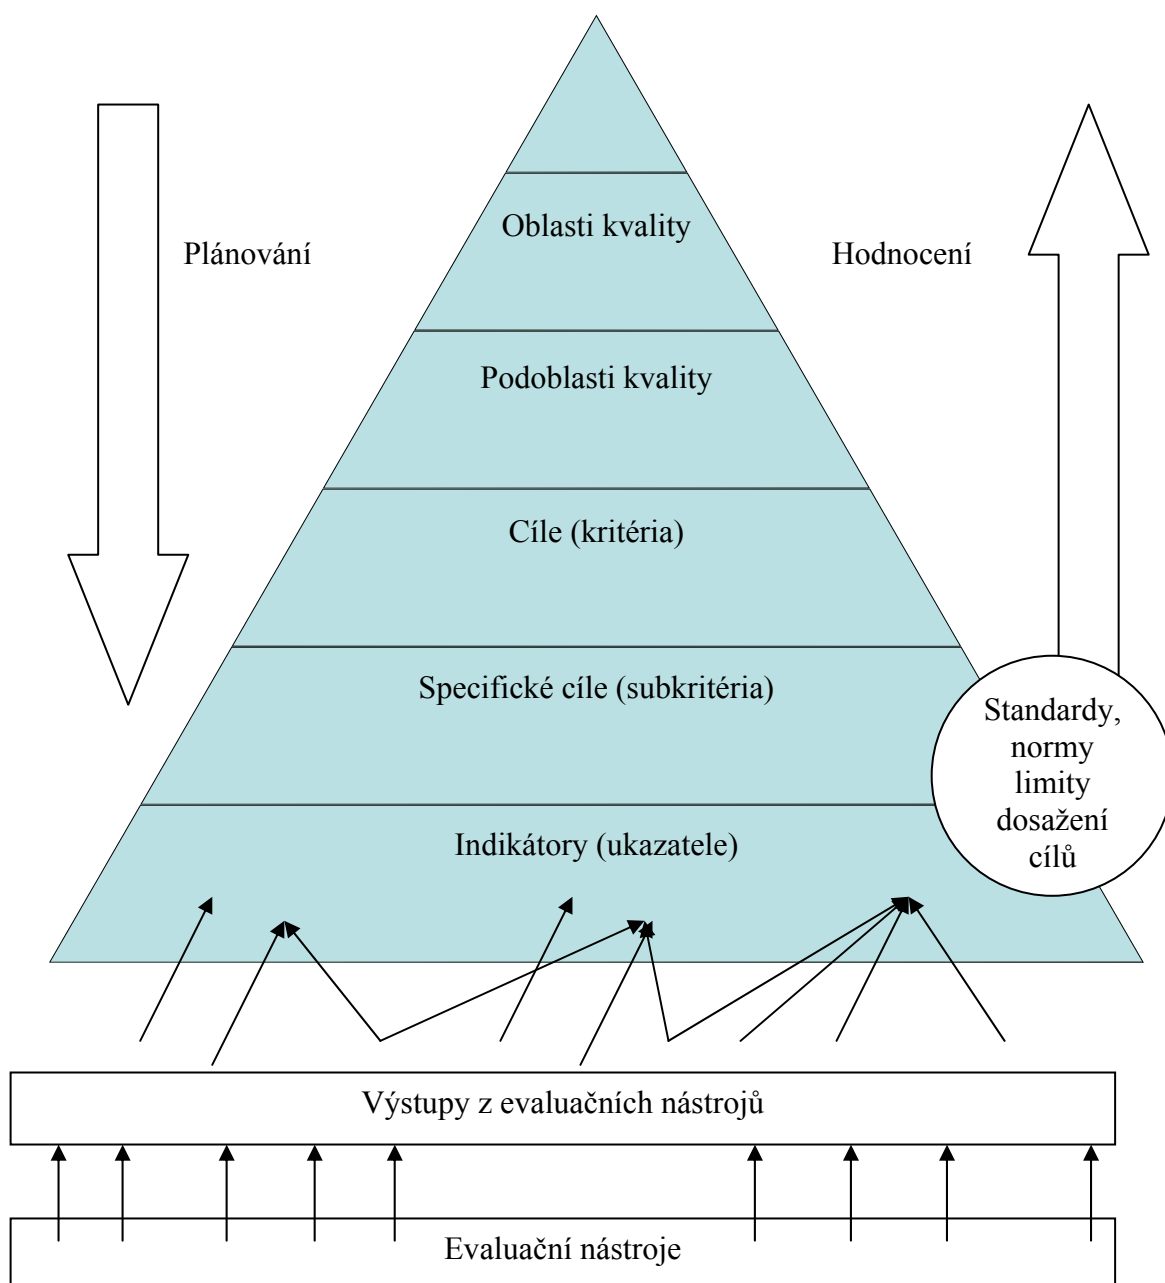 Oblasti kvality
Plánování
Hodnocení
Podoblasti kvality
Cíle (kritéria)
Specifické cíle (subkritéria)
Standardy,
normy
limity
dosažení
cílů
Indikátory (ukazatele)
Výstupy z evaluačních nástrojů
Evaluační nástroje